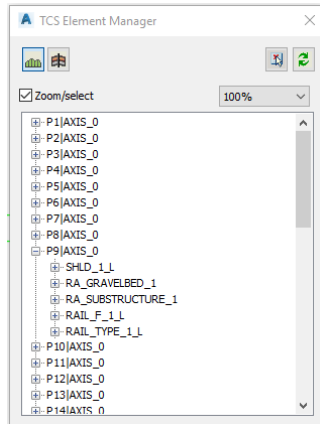 TCS Element Manager
Zoom/select 100%
P1|AXIS_0
P2|AXIS_0
P3|AXIS_0
P4|AXIS_0
P5|AXIS_0
P6|AXIS_0
P7|AXIS_0
P8|AXIS_0
P9|AXIS_0
SHLD_1_L
RA_GRAVELBED_1
RA_SUBSTRUCTURE_1
RAIL_F_1_L
RAIL_TYPE_1_L
P10|AXIS_0
P11|AXIS_0
P12|AXIS_0
P13|AXIS_0
P14|AXIS_0